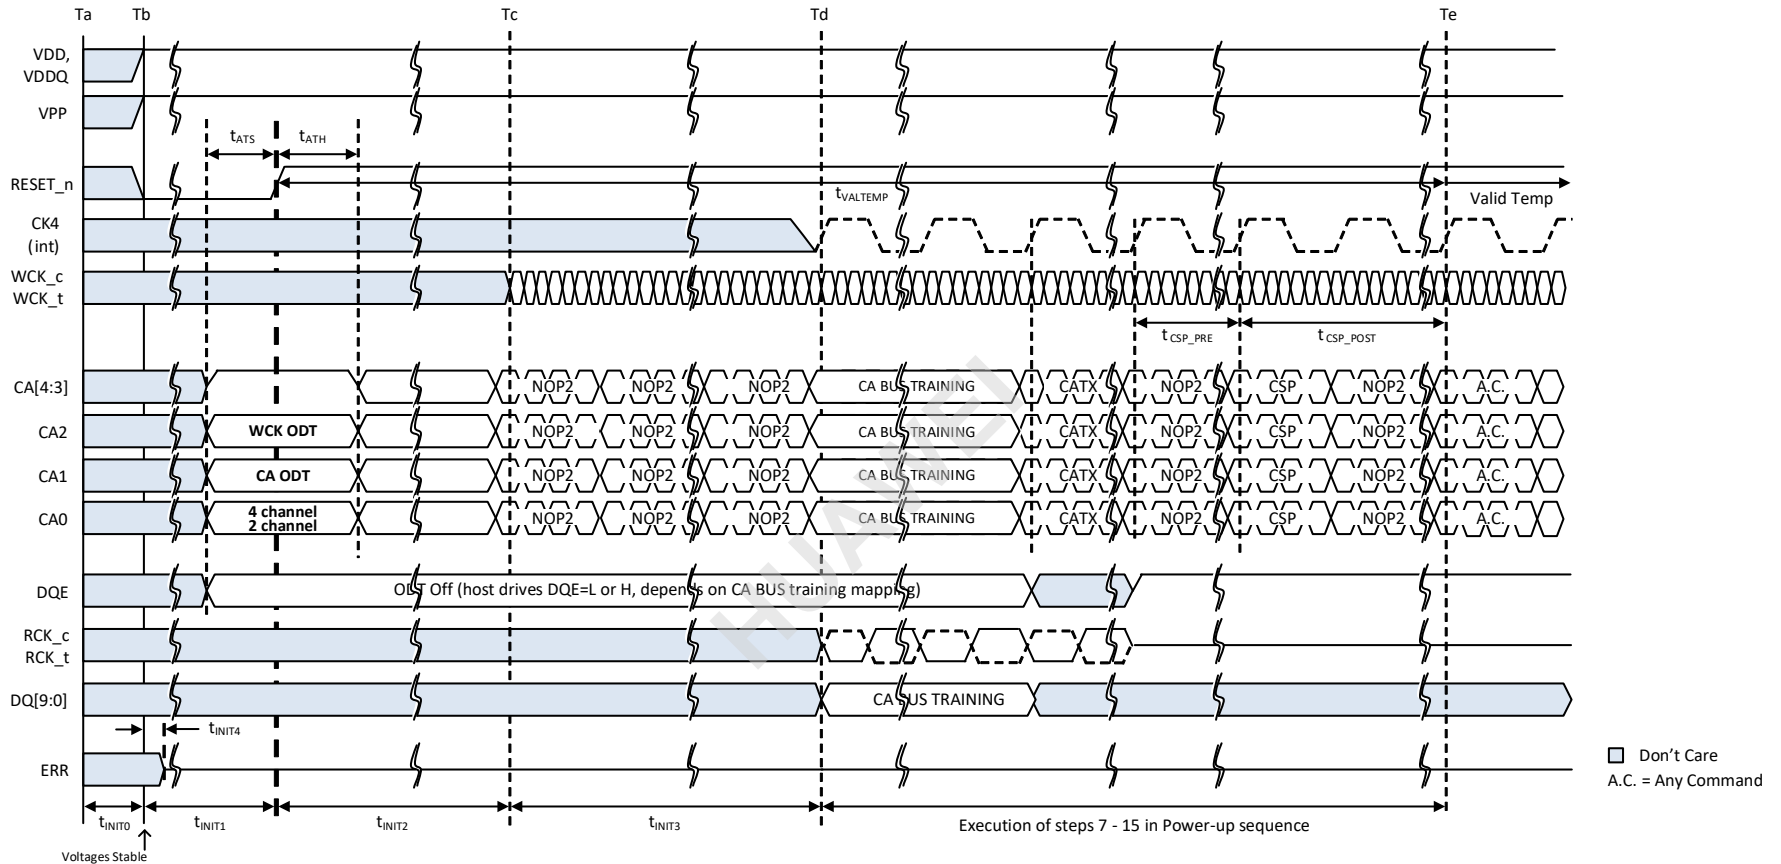 Ta Tb Tc Td Te
VDD,
VDDQ
VPP
tATS tATH
RESET_n
tVALTEMP
Valid Temp
CK4
(int)
WCK_c
WCK_t
tCSP_PRE tCSP_POST
CA[4:3] NOP2 NOP2 NOP2 CA BUS TRAINING CATX NOP2 CSP NOP2 A.C.
CA2 WCK ODT NOP2 NOP2 NOP2 CA BUS TRAINING CATX NOP2 CSP NOP2 A.C.
CA1 CA ODT NOP2 NOP2 NOP2 CA BUS TRAINING CATX NOP2 CSP NOP2 A.C.
CA0 4 channel
2 channel NOP2 NOP2 NOP2 CA BUS TRAINING CATX NOP2 CSP NOP2 A.C.
HUAWEI
DQE ODT Off (host drives DQE=L or H, depends on CA BUS training mapping)
RCK_c
RCK_t
DQ[9:0] CA BUS TRAINING
tINIT4
ERR
Don't Care
A.C. = Any Command
tINIT0 tINIT1 tINIT2 tINIT3 Execution of steps 7 - 15 in Power-up sequence
Voltages Stable